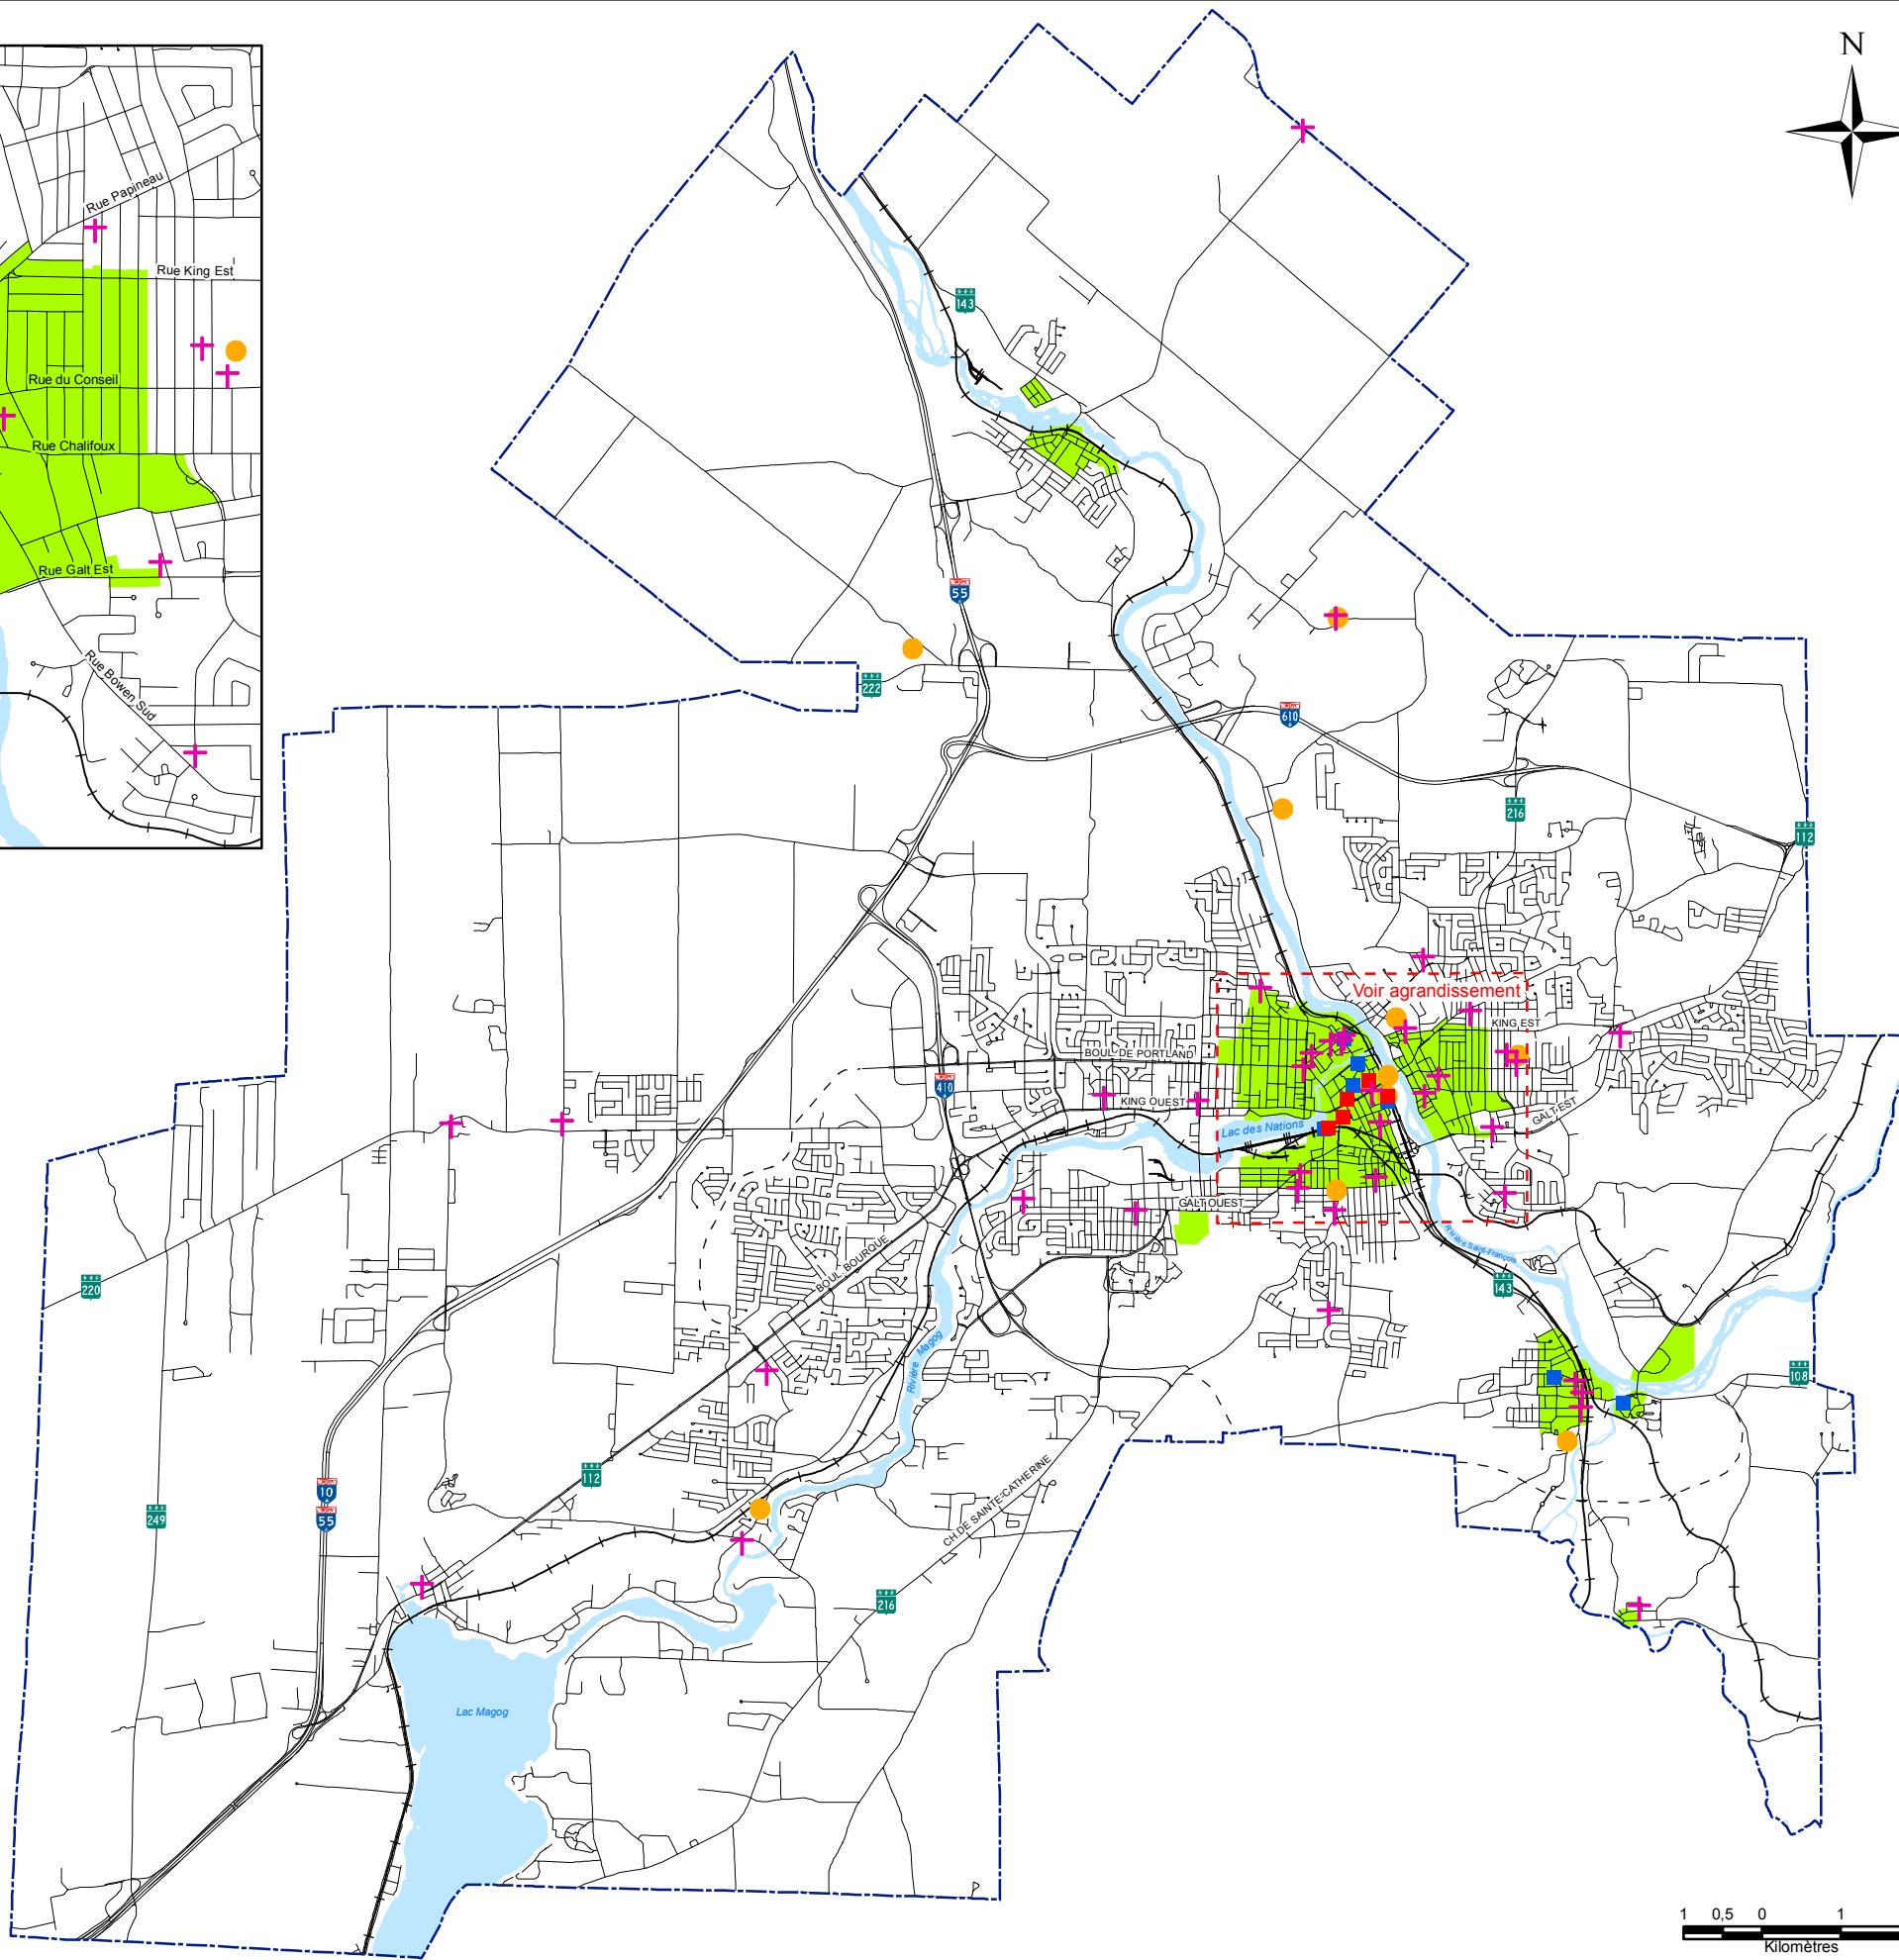 N
Rue Papineau
Rue King Est
Rue du Conseil
Rue Chalifoux
Rue Galt Est
Rue Bowen Sud
143
55
222
610
216
112
Voir agrandissement
KING EST
BOUL. DE PORTLAND
410
KING OUEST
Lac des Nations
GALT EST
GALT OUEST
Rivière Saint-François
BOUL. BOURQUE
220
143
Rivière Magog
108
112
CH.DE SAINTE-CATHERINE
10
55
249
216
Lac Magog
1 0,5 0 1
Kilomètres